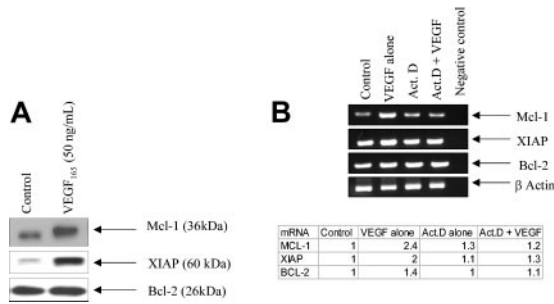 A
Control
VEGF165 (50 ng/mL)
Mcl-1 (36kDa)
XIAP (60 kDa)
Bcl-2 (26kDa)
B
Control
VEGF alone
Act. D
Act.D + VEGF
Negative control
Mcl-1
XIAP
Bcl-2
β Actin
mRNA Control VEGF alone Act.D alone Act.D + VEGF
MCL-1 1 2.4 1.3 1.2
XIAP 1 2 1.1 1.3
BCL-2 1 1.4 1 1.1